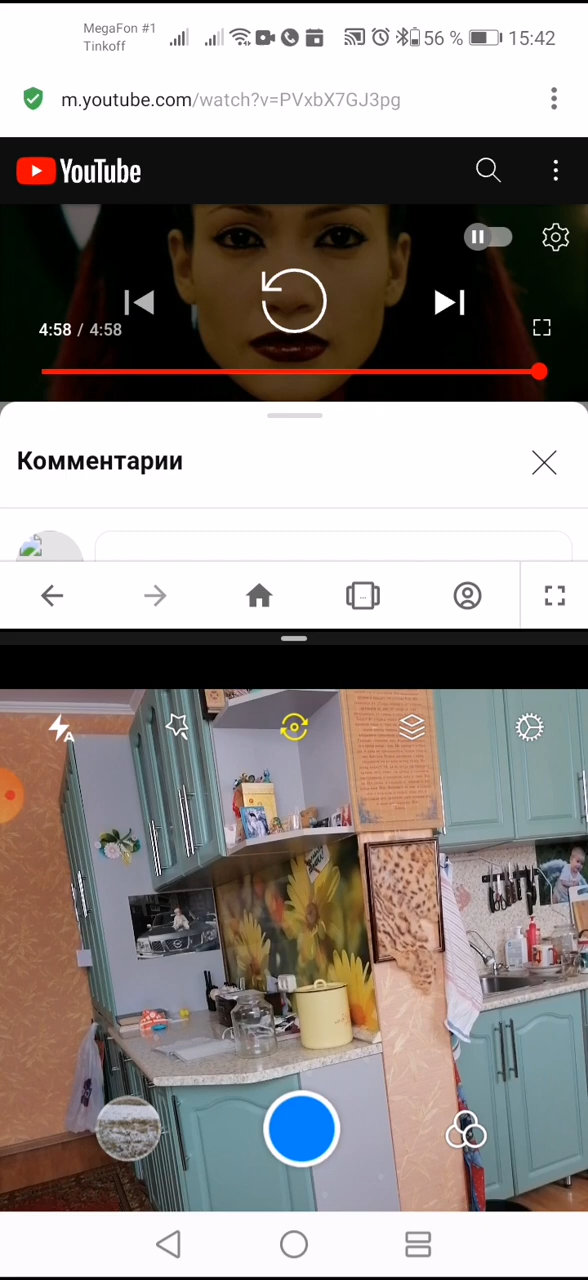 MegaFon #1
Tinkoff
56 % 15:42
m.youtube.com/watch?v=PVxbX7GJ3pg
YouTube
4:58 / 4:58
Комментарии
A